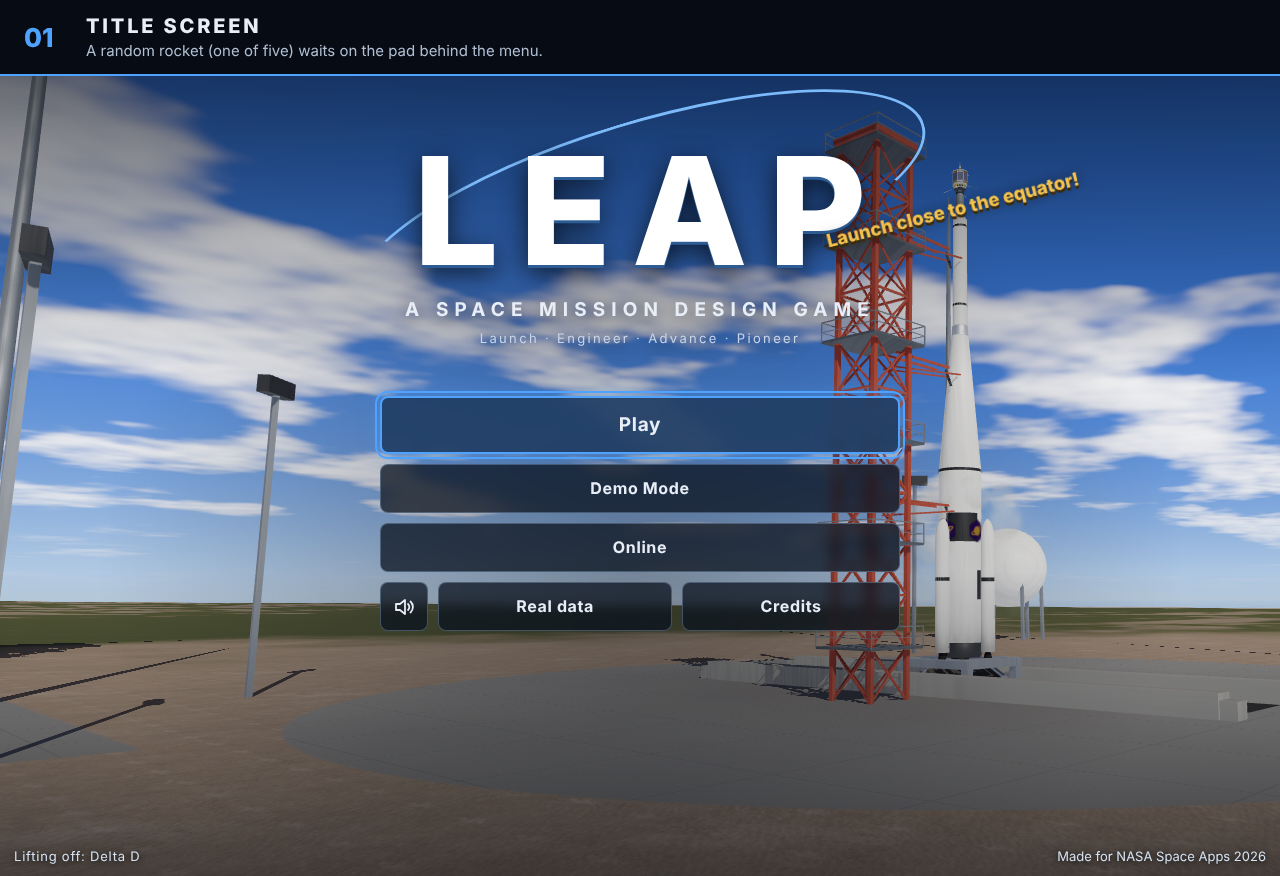 01
TITLE SCREEN
A random rocket (one of five) waits on the pad behind the menu.
LEAP
Launch close to the equator!
A SPACE MISSION DESIGN GAME
Launch · Engineer · Advance · Pioneer
Play
Demo Mode
Online
Real data
Credits
Lifting off: Delta D
Made for NASA Space Apps 2026